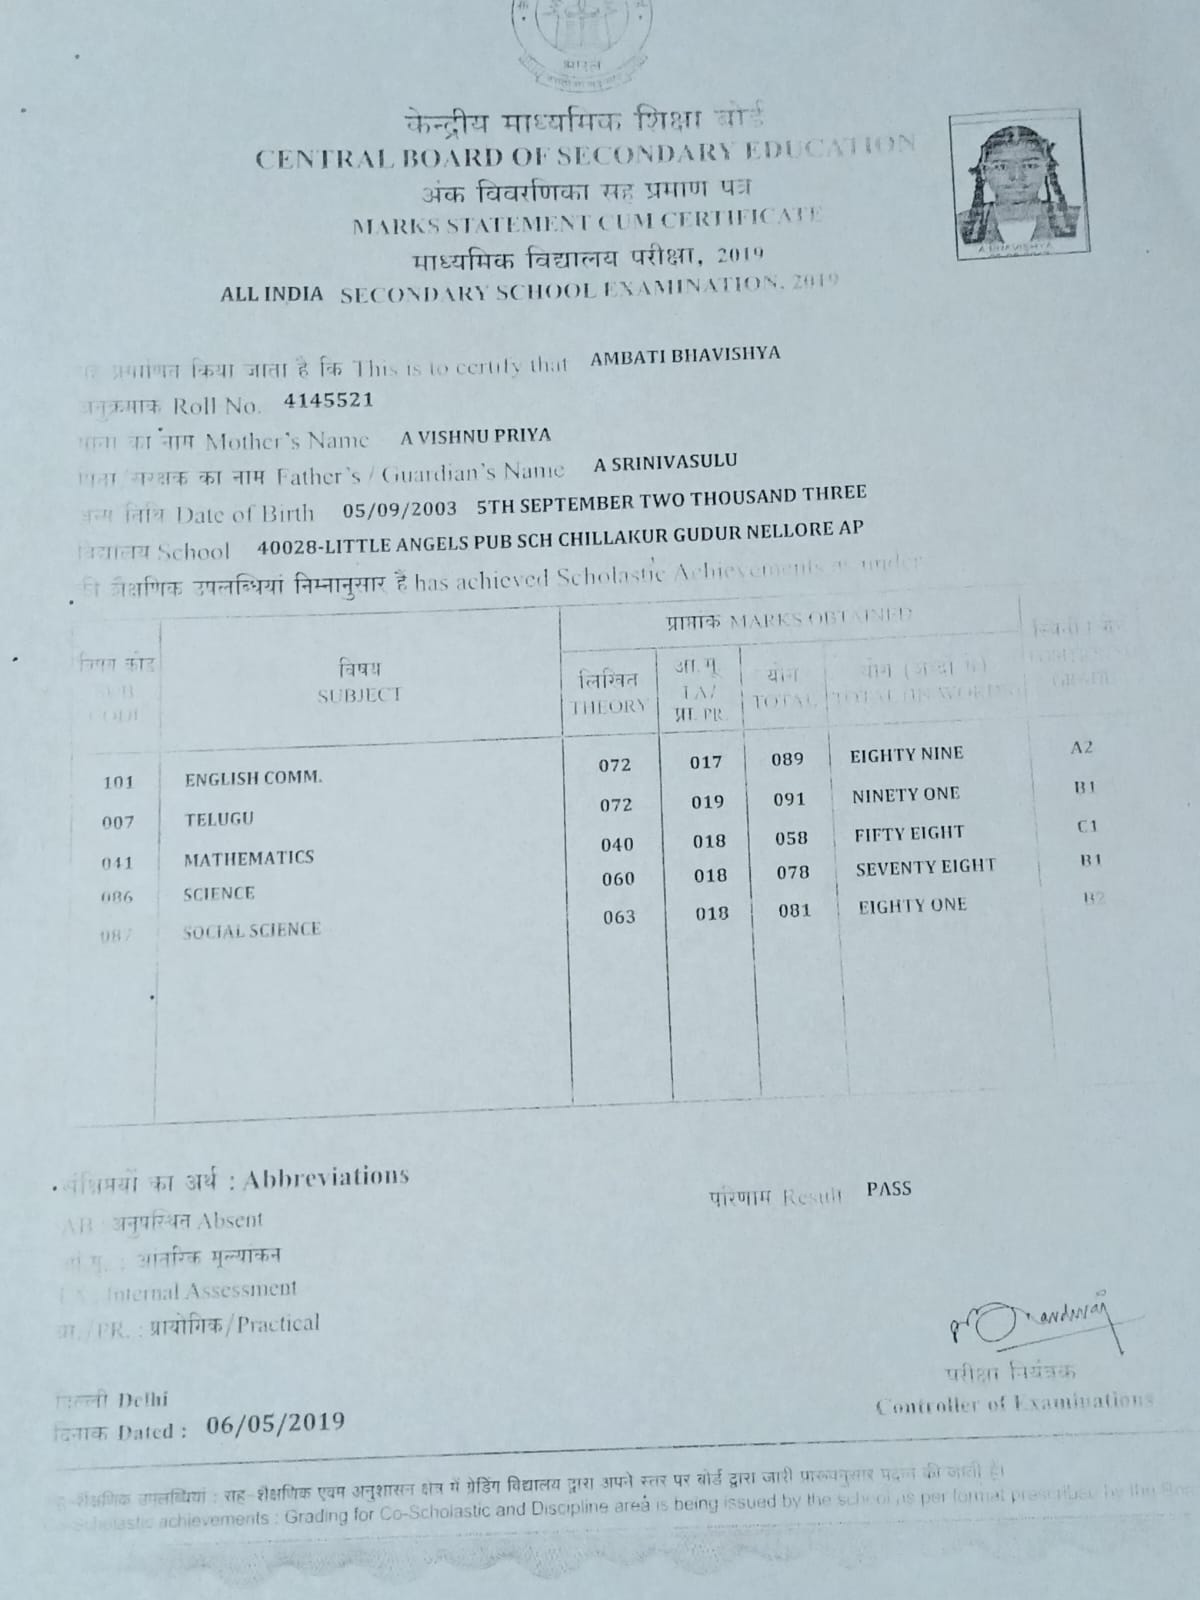 भारत
केन्द्रीय माध्यमिक शिक्षा बोर्ड
CENTRAL BOARD OF SECONDARY EDUCATION
अंक विवरणिका सह प्रमाण पत्र
MARKS STATEMENT CUM CERTIFICATE
माध्यमिक विद्यालय परीक्षा, 2019
ALL INDIA SECONDARY SCHOOL EXAMINATION, 2019
A BHAVISHYA
यह प्रमाणित किया जाता है कि This is to certify that AMBATI BHAVISHYA
अनुक्रमांक Roll No. 4145521
माता का नाम Mother's Name A VISHNU PRIYA
पिता/संरक्षक का नाम Father's / Guardian's Name A SRINIVASULU
जन्म तिथि Date of Birth 05/09/2003 5TH SEPTEMBER TWO THOUSAND THREE
विद्यालय School 40028-LITTLE ANGELS PUB SCH CHILLAKUR GUDUR NELLORE AP
की शैक्षणिक उपलब्धियां निम्नानुसार हैं has achieved Scholastic Achievements as under
प्राप्तांक MARKS OBTAINED
विषय कोड SUB CODE विषय SUBJECT लिखित THEORY आ.मू. I.A/ प्रा. PR. योग TOTAL योग (शब्दों में) TOTAL (IN WORDS) GRADE
101 ENGLISH COMM. 072 017 089 EIGHTY NINE A2
007 TELUGU 072 019 091 NINETY ONE B1
041 MATHEMATICS 040 018 058 FIFTY EIGHT C1
086 SCIENCE 060 018 078 SEVENTY EIGHT B1
087 SOCIAL SCIENCE 063 018 081 EIGHTY ONE B2
संक्षिप्तियों का अर्थ : Abbreviations
परिणाम Result PASS
AB : अनुपस्थित Absent
आं.मू. : आंतरिक मूल्यांकन
I.A. : Internal Assessment
प्रा./PR. : प्रायोगिक/Practical
परीक्षा नियंत्रक
Controller of Examinations
दिल्ली Delhi
दिनांक Dated : 06/05/2019
सह-शैक्षणिक उपलब्धियां : सह-शैक्षणिक एवम अनुशासन क्षेत्र में ग्रेडिंग विद्यालय द्वारा अपने स्तर पर बोर्ड द्वारा जारी प्रारूपनुसार प्रदान की जाती है।
Co-Scholastic achievements : Grading for Co-Scholastic and Discipline area is being issued by the school as per format prescribed by the Board